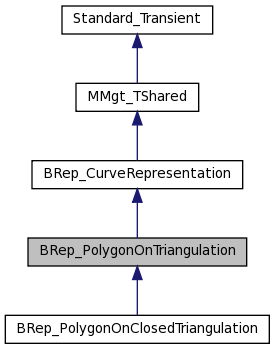 Standard_Transient
MMgt_TShared
BRep_CurveRepresentation
BRep_PolygonOnTriangulation
BRep_PolygonOnClosedTriangulation